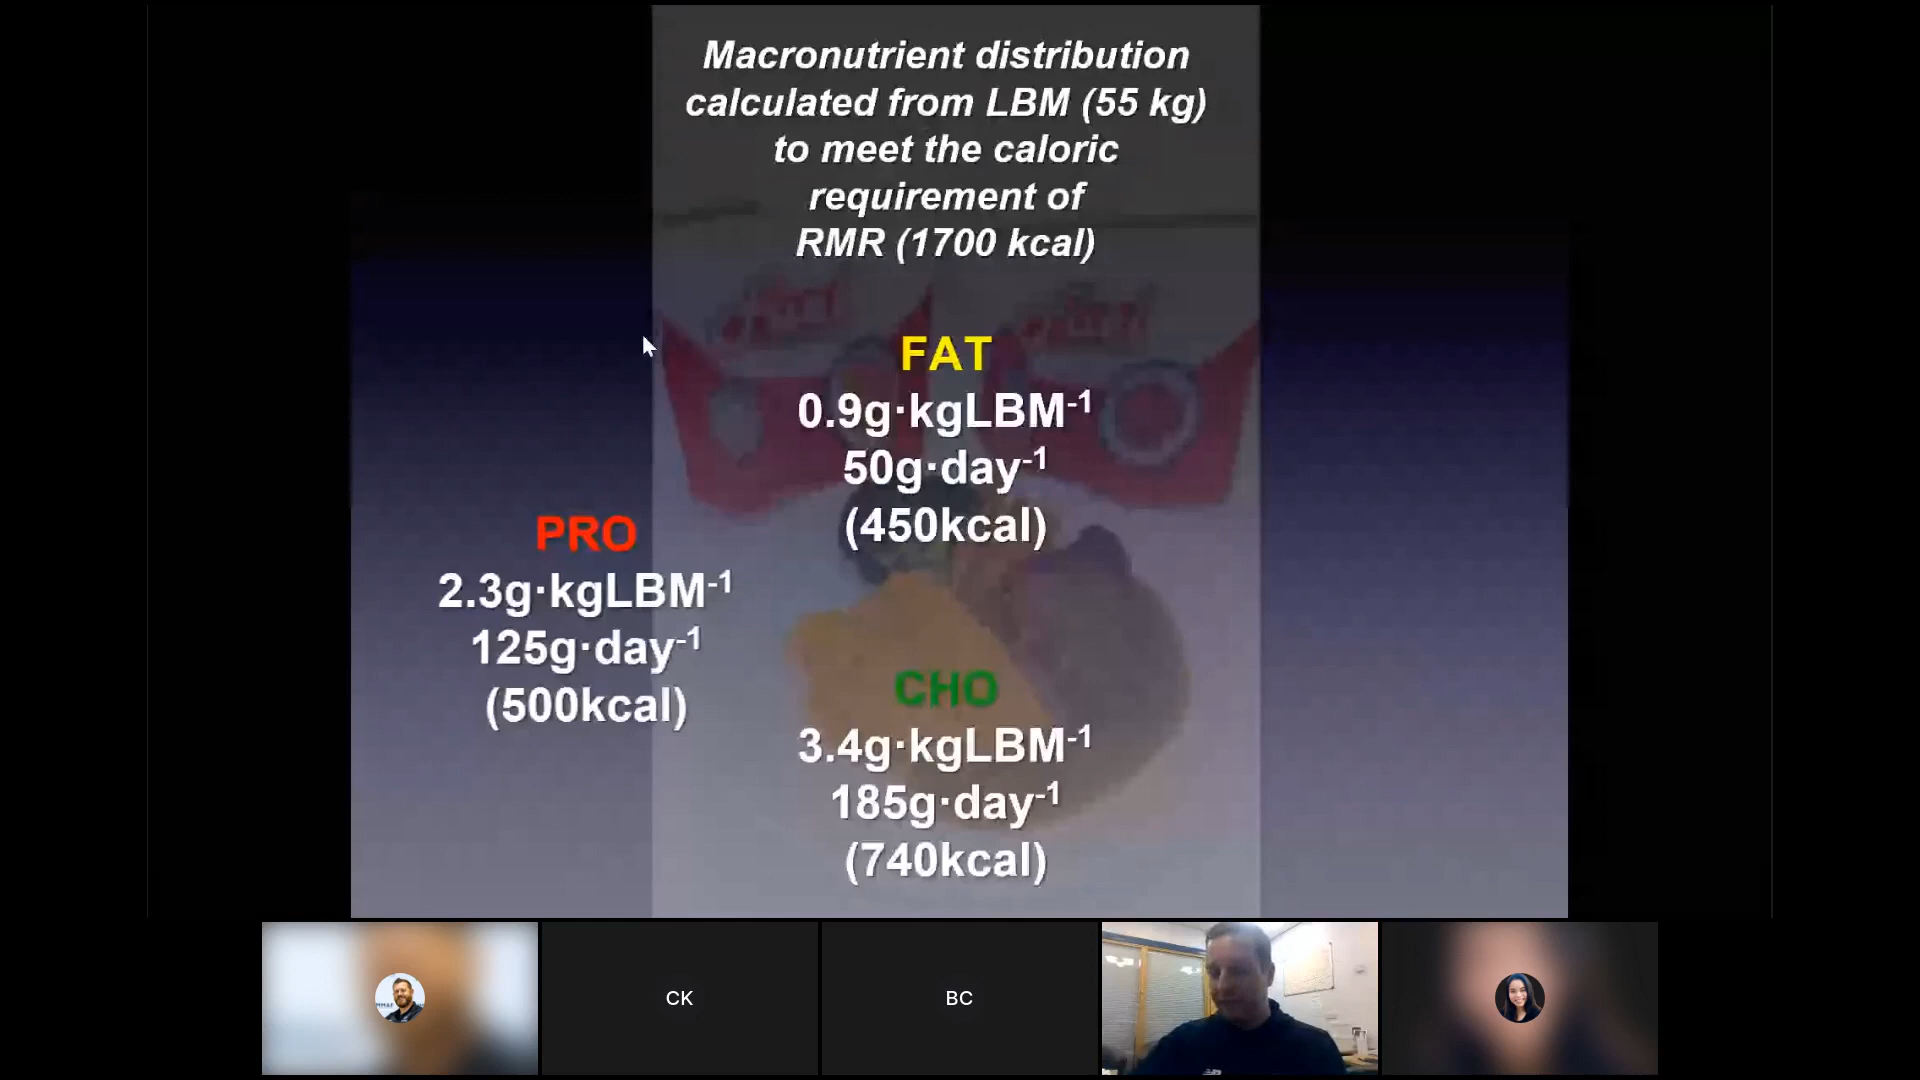 Macronutrient distribution
calculated from LBM (55 kg)
to meet the caloric
requirement of
RMR (1700 kcal)
FAT
0.9g·kgLBM⁻¹
50g·day⁻¹
(450kcal)
PRO
2.3g·kgLBM⁻¹
125g·day⁻¹
(500kcal)
CHO
3.4g·kgLBM⁻¹
185g·day⁻¹
(740kcal)
CK
BC